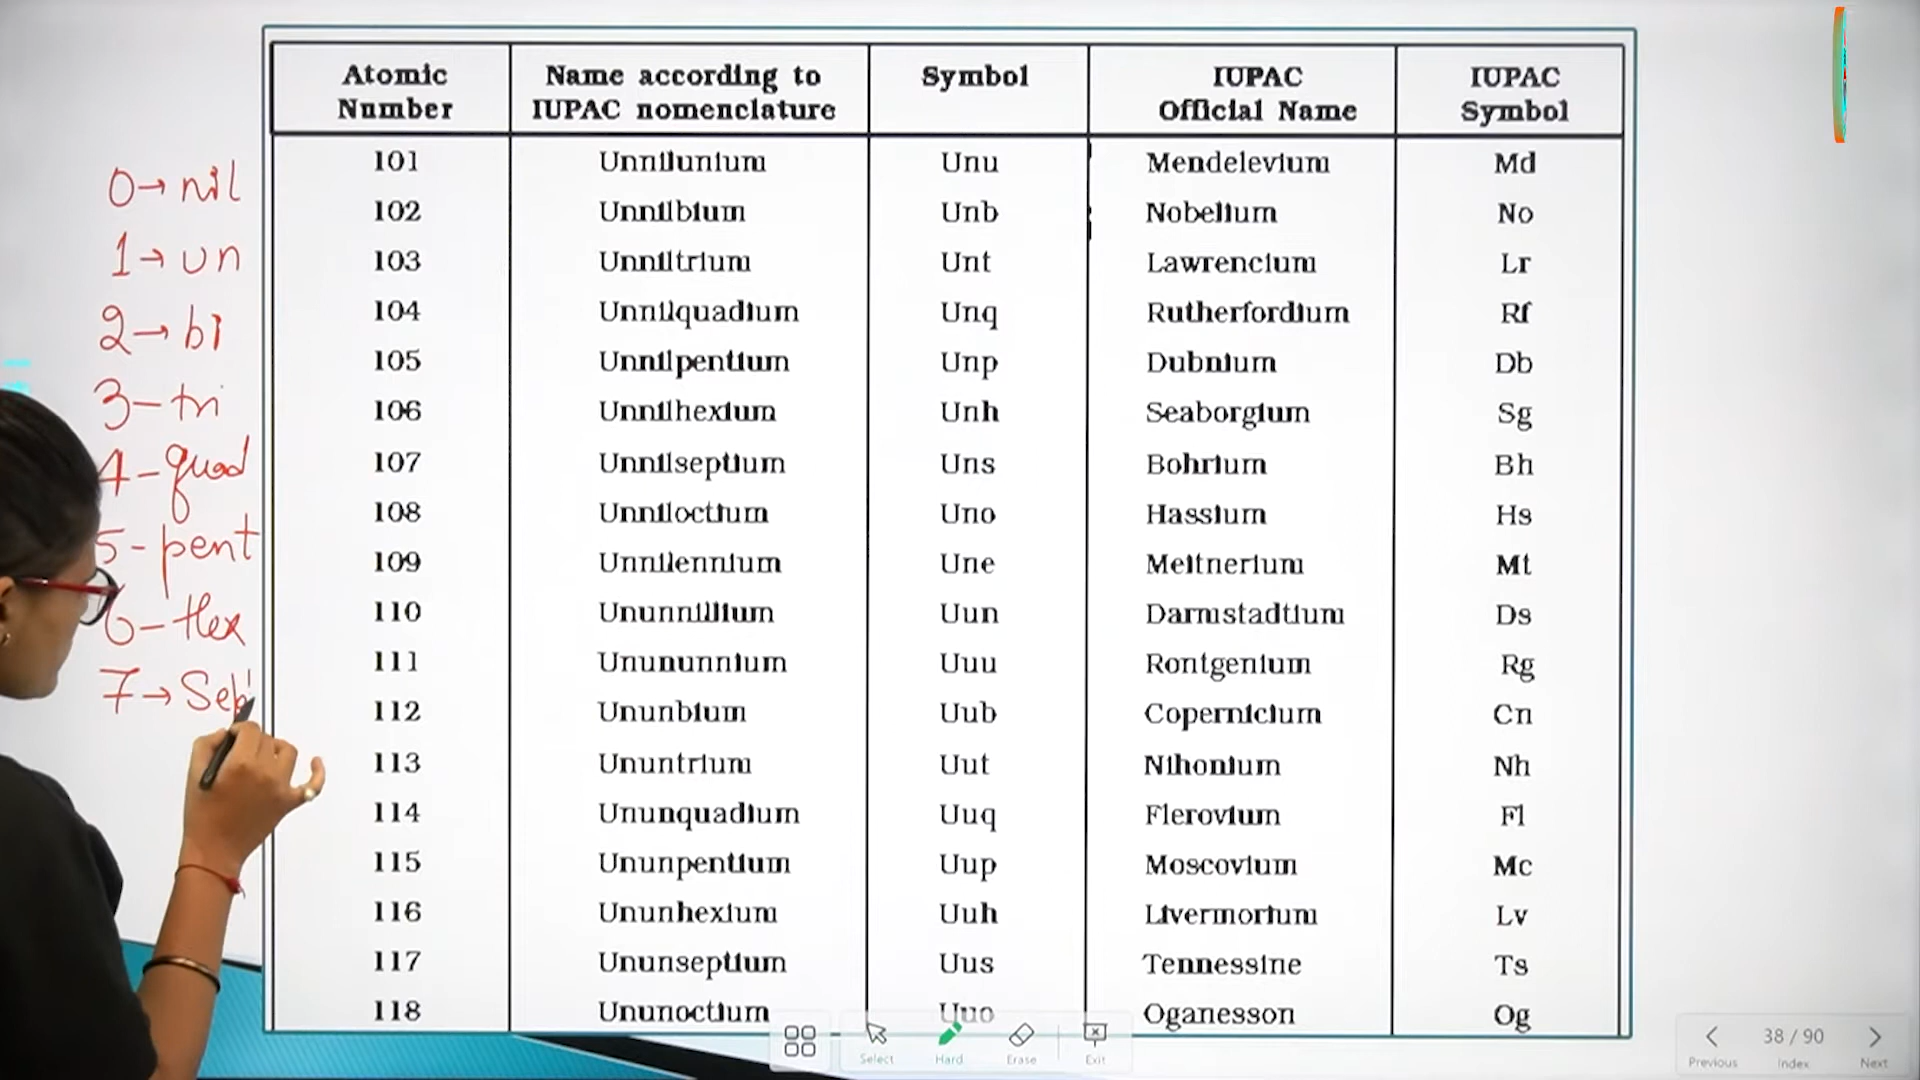 Atomic Number | Name according to IUPAC nomenclature | Symbol | IUPAC Official Name | IUPAC Symbol
101 Unnilunium Unu Mendelevium Md
102 Unnilbium Unb Nobelium No
103 Unniltrium Unt Lawrencium Lr
104 Unnilquadium Unq Rutherfordium Rf
105 Unnilpentium Unp Dubnium Db
106 Unnilhexium Unh Seaborgium Sg
107 Unnilseptium Uns Bohrium Bh
108 Unniloctium Uno Hassium Hs
109 Unnilennium Une Meitnerium Mt
110 Ununnillium Uun Darmstadtium Ds
111 Unununnium Uuu Rontgenium Rg
112 Ununbium Uub Copernicium Cn
113 Ununtrium Uut Nihonium Nh
114 Ununquadium Uuq Flerovium Fl
115 Ununpentium Uup Moscovium Mc
116 Ununhexium Uuh Livermorium Lv
117 Ununseptium Uus Tennessine Ts
118 Ununoctium Uuo Oganesson Og
0→ nil
1→ un
2→ bi
3- tri
4- quad
5- pent
6- Hex
7→
Select Hard Erase Exit
38 / 90
Previous Index Next